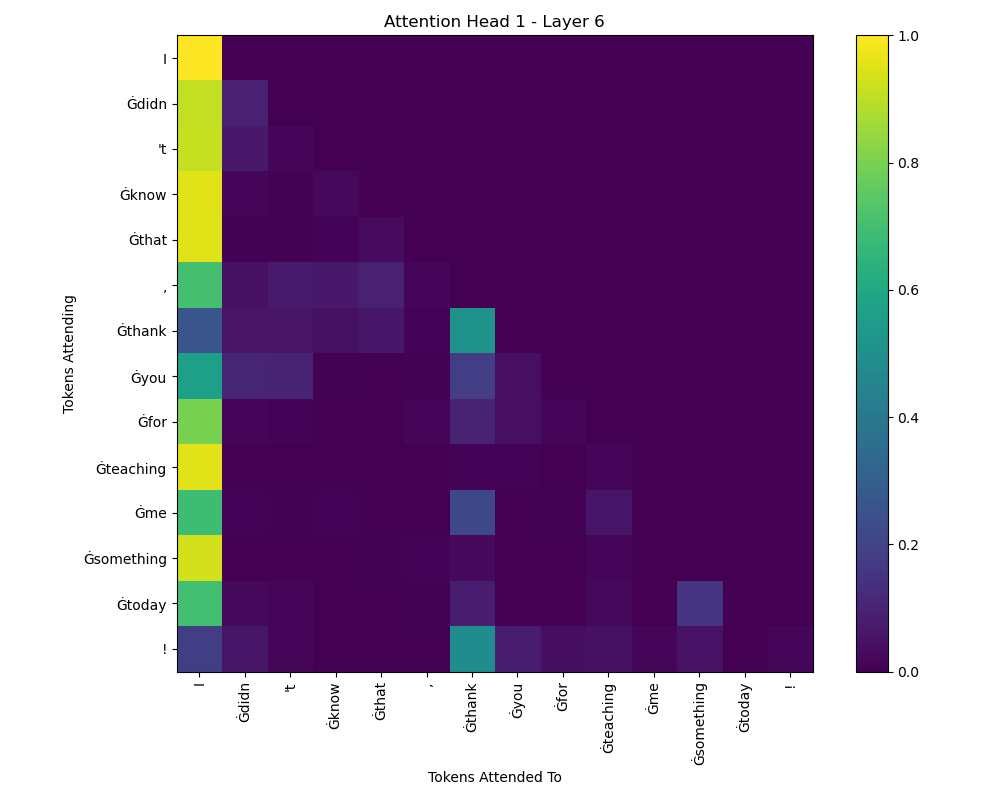 Attention Head 1 - Layer 6
Tokens Attending
I
Ġdidn
't
Ġknow
Ġthat
,
Ġthank
Ġyou
Ġfor
Ġteaching
Ġme
Ġsomething
Ġtoday
!
I
Ġdidn
't
Ġknow
Ġthat
,
Ġthank
Ġyou
Ġfor
Ġteaching
Ġme
Ġsomething
Ġtoday
!
Tokens Attended To
1.0
0.8
0.6
0.4
0.2
0.0